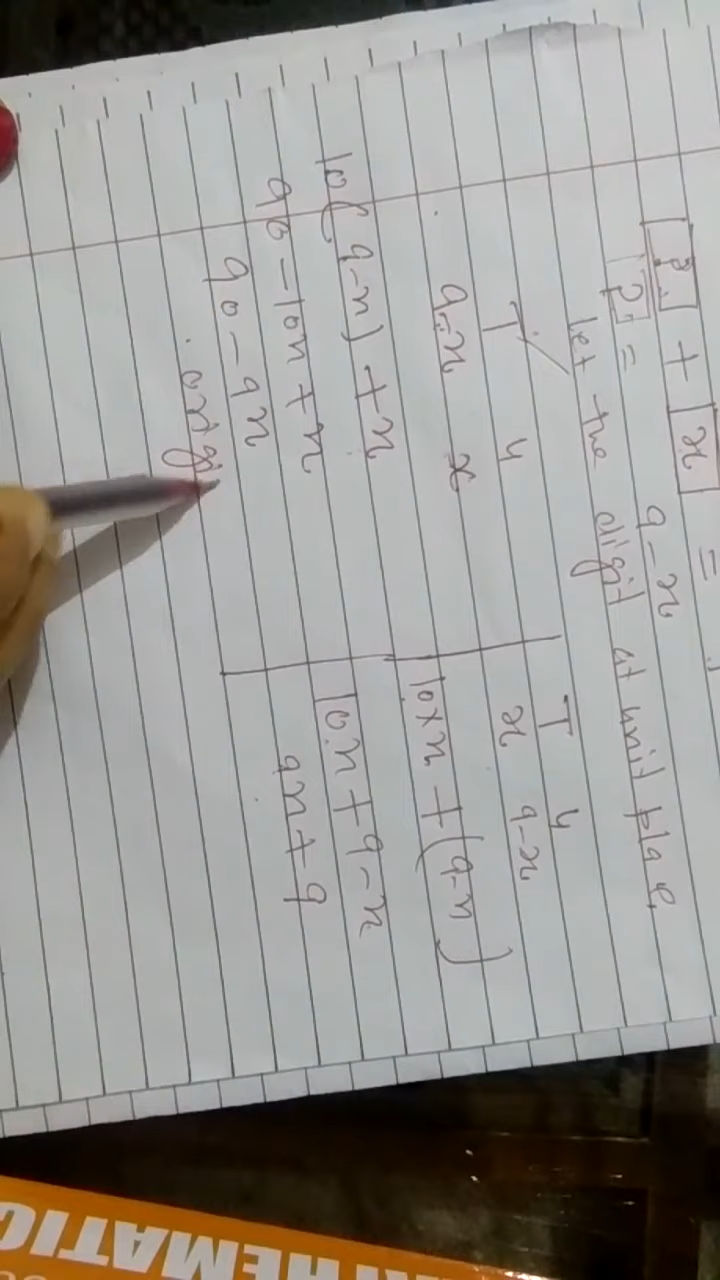 [?] + [x] =
[?] = 9-x
let the digit at unit place
T y
T y
9-x x
x 9-x
10(9-x) + x
10×x + (9-x)
90 - 10x + x
10x + 9 - x
90 - 9x
9x + 9
orig
THEMATIC